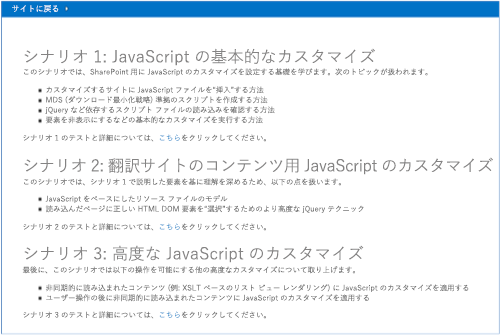 サイトに戻る
シナリオ 1: JavaScript の基本的なカスタマイズ
このシナリオでは、SharePoint 用に JavaScript のカスタマイズを設定する基礎を学びます。次のトピックが扱われます。
カスタマイズするサイトに JavaScript ファイルを"挿入"する方法
MDS (ダウンロード最小化戦略) 準拠のスクリプトを作成する方法
jQuery など依存するスクリプト ファイルの読み込みを確認する方法
要素を非表示にするなどの基本的なカスタマイズを実行する方法
シナリオ 1 のテストと詳細については、こちらをクリックしてください。
シナリオ 2: 翻訳サイトのコンテンツ用 JavaScript のカスタマイズ
このシナリオでは、シナリオ 1 で説明した要素を基に理解を深めるため、以下の点を扱います。
JavaScript をベースにしたリソース ファイルのモデル
読み込んだページに正しい HTML DOM 要素を"選択"するためのより高度な jQuery テクニック
シナリオ 2 のテストと詳細については、こちらをクリックしてください。
シナリオ 3: 高度な JavaScript のカスタマイズ
最後に、このシナリオでは以下の操作を可能にする他の高度なカスタマイズについて取り上げます。
非同期的に読み込まれたコンテンツ (例: XSLT ベースのリスト ビュー レンダリング) に JavaScript のカスタマイズを適用する
ユーザー操作の後に非同期的に読み込まれたコンテンツに JavaScript のカスタマイズを適用する
シナリオ 3 のテストと詳細については、こちらをクリックしてください。